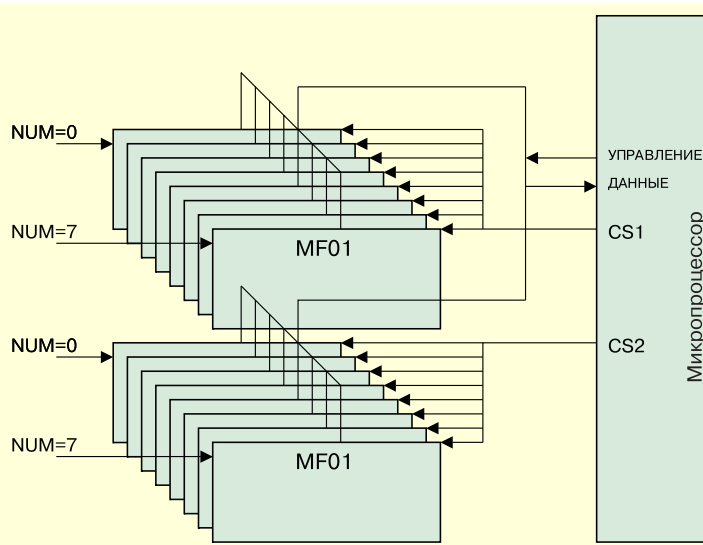 NUM=0
УПРАВЛЕНИЕ
ДАННЫЕ
NUM=7
MF01
CS1
Микропроцессор
NUM=0
CS2
NUM=7
MF01